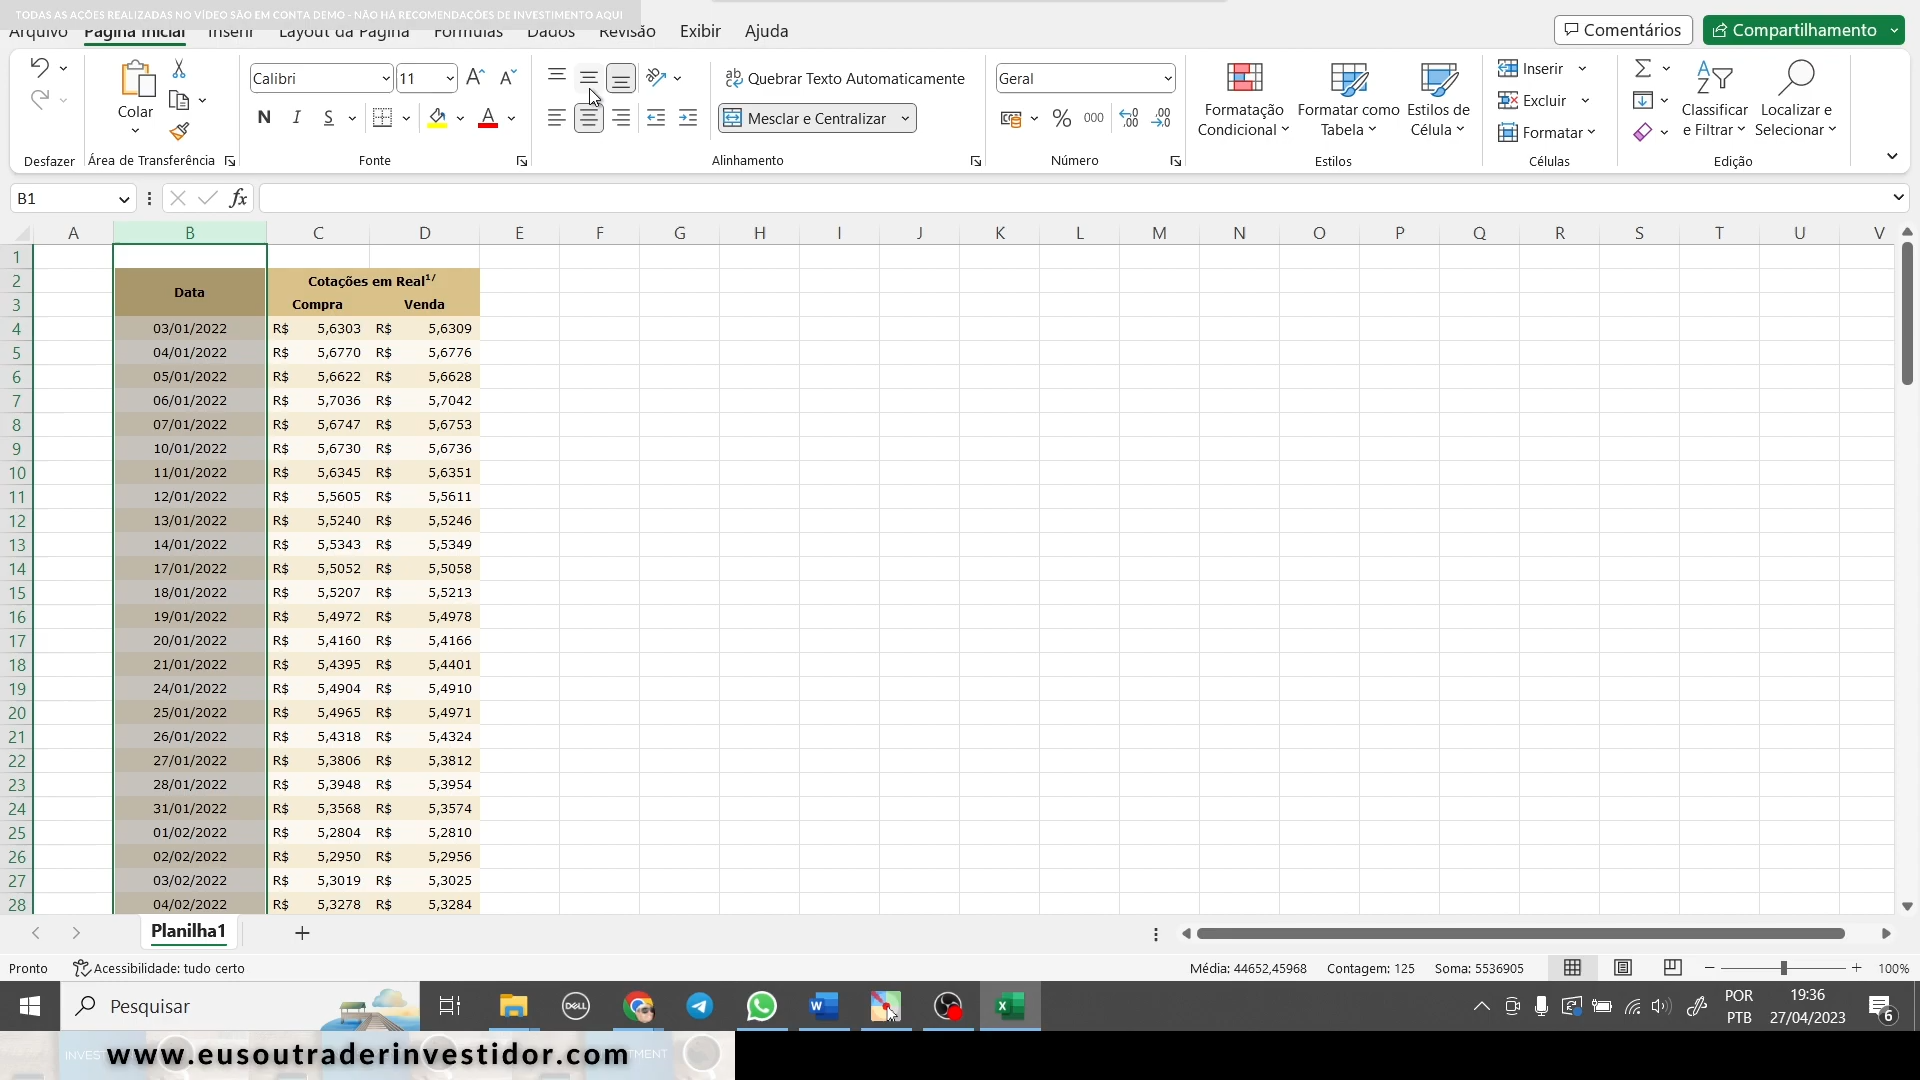 TODAS AS AÇÕES REALIZADAS NO VÍDEO SÃO EM CONTA DEMO - NÃO HÁ RECOMENDAÇÕES DE INVESTIMENTO AQUI
Arquivo Página Inicial Inserir Layout da Página Fórmulas Dados Revisão Exibir Ajuda Comentários Compartilhamento
Colar Calibri 11 Quebrar Texto Automaticamente Geral Formatação Condicional Formatar como Tabela Estilos de Célula Inserir Classificar e Filtrar Localizar e Selecionar
N I S A Mesclar e Centralizar % 000 Excluir
Formatar
Desfazer Área de Transferência Fonte Alinhamento Número Estilos Células Edição
B1 fx
A B C D E F G H I J K L M N O P Q R S T U V
1
2 Data Cotações em Real1/
3 Compra Venda
4 03/01/2022 R$ 5,6303 R$ 5,6309
5 04/01/2022 R$ 5,6770 R$ 5,6776
6 05/01/2022 R$ 5,6622 R$ 5,6628
7 06/01/2022 R$ 5,7036 R$ 5,7042
8 07/01/2022 R$ 5,6747 R$ 5,6753
9 10/01/2022 R$ 5,6730 R$ 5,6736
10 11/01/2022 R$ 5,6345 R$ 5,6351
11 12/01/2022 R$ 5,5605 R$ 5,5611
12 13/01/2022 R$ 5,5240 R$ 5,5246
13 14/01/2022 R$ 5,5343 R$ 5,5349
14 17/01/2022 R$ 5,5052 R$ 5,5058
15 18/01/2022 R$ 5,5207 R$ 5,5213
16 19/01/2022 R$ 5,4972 R$ 5,4978
17 20/01/2022 R$ 5,4160 R$ 5,4166
18 21/01/2022 R$ 5,4395 R$ 5,4401
19 24/01/2022 R$ 5,4904 R$ 5,4910
20 25/01/2022 R$ 5,4965 R$ 5,4971
21 26/01/2022 R$ 5,4318 R$ 5,4324
22 27/01/2022 R$ 5,3806 R$ 5,3812
23 28/01/2022 R$ 5,3948 R$ 5,3954
24 31/01/2022 R$ 5,3568 R$ 5,3574
25 01/02/2022 R$ 5,2804 R$ 5,2810
26 02/02/2022 R$ 5,2950 R$ 5,2956
27 03/02/2022 R$ 5,3019 R$ 5,3025
28 04/02/2022 R$ 5,3278 R$ 5,3284
Planilha1
Pronto Acessibilidade: tudo certo Média: 44652,45968 Contagem: 125 Soma: 5536905 100%
Pesquisar DELL POR 19:36
PTB 27/04/2023 6
www.eusoutraderinvestidor.com